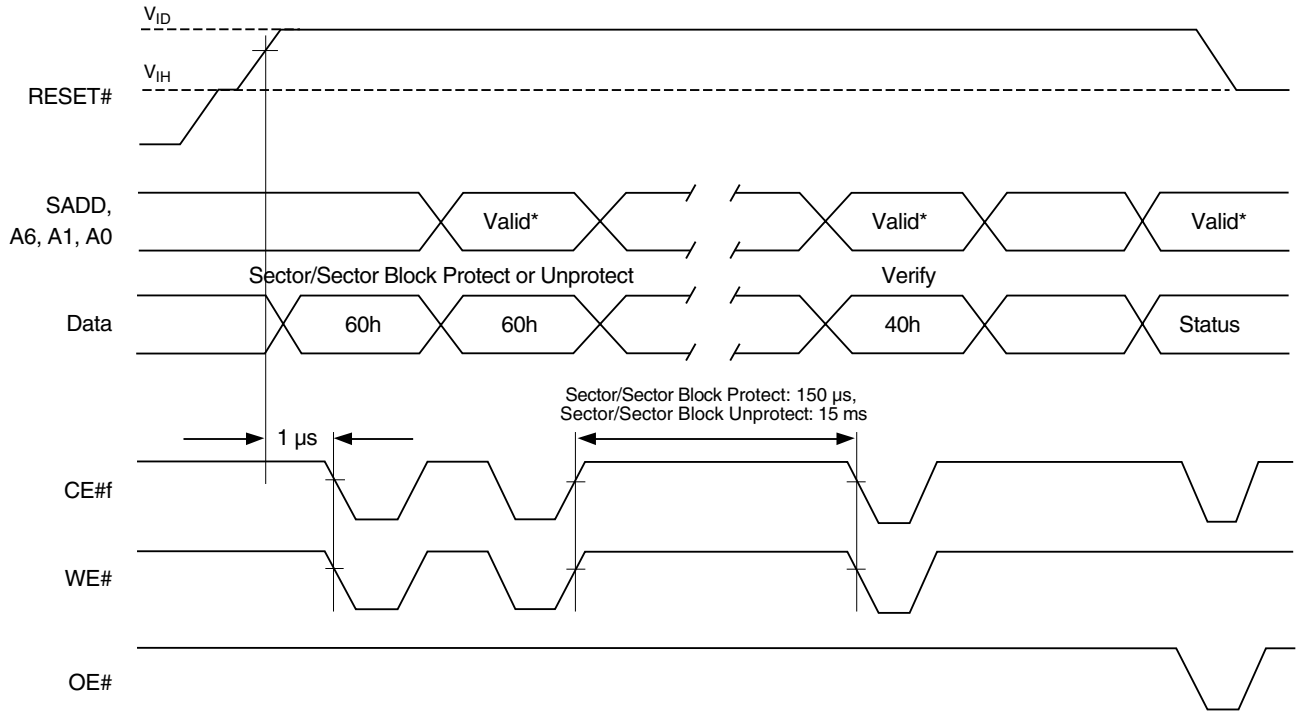 VID
VIH
RESET#
SADD,
A6, A1, A0
Valid* Valid* Valid*
Sector/Sector Block Protect or Unprotect Verify
Data 60h 60h 40h Status
Sector/Sector Block Protect: 150 µs,
Sector/Sector Block Unprotect: 15 ms
1 µs
CE#f
WE#
OE#